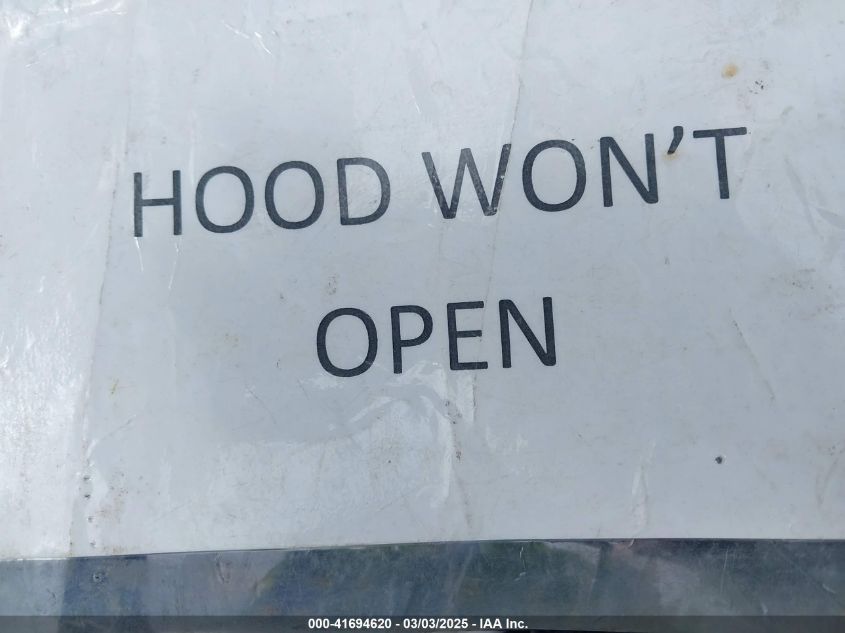 HOOD WON’T
OPEN
000-41694620 - 03/03/2025 - IAA Inc.